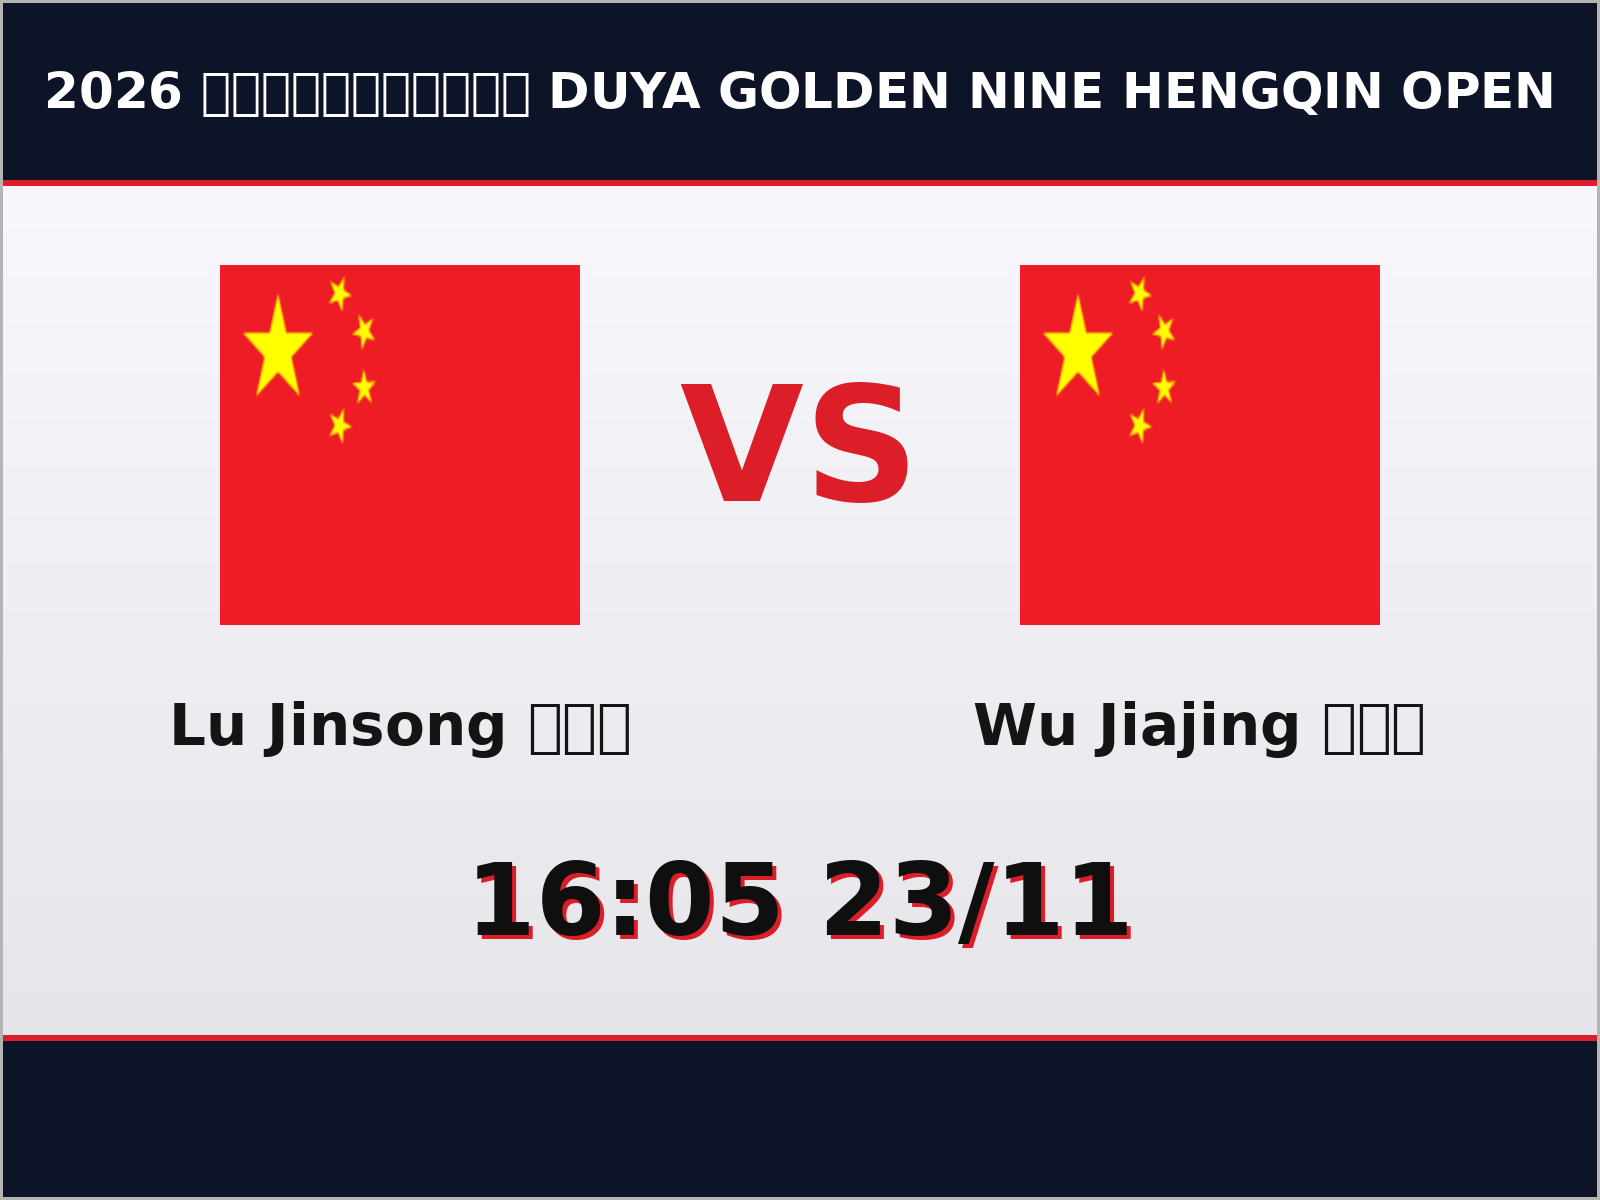 2026 DUYA GOLDEN NINE HENGQIN OPEN
VS
Lu Jinsong
Wu Jiajing
16:05 23/11